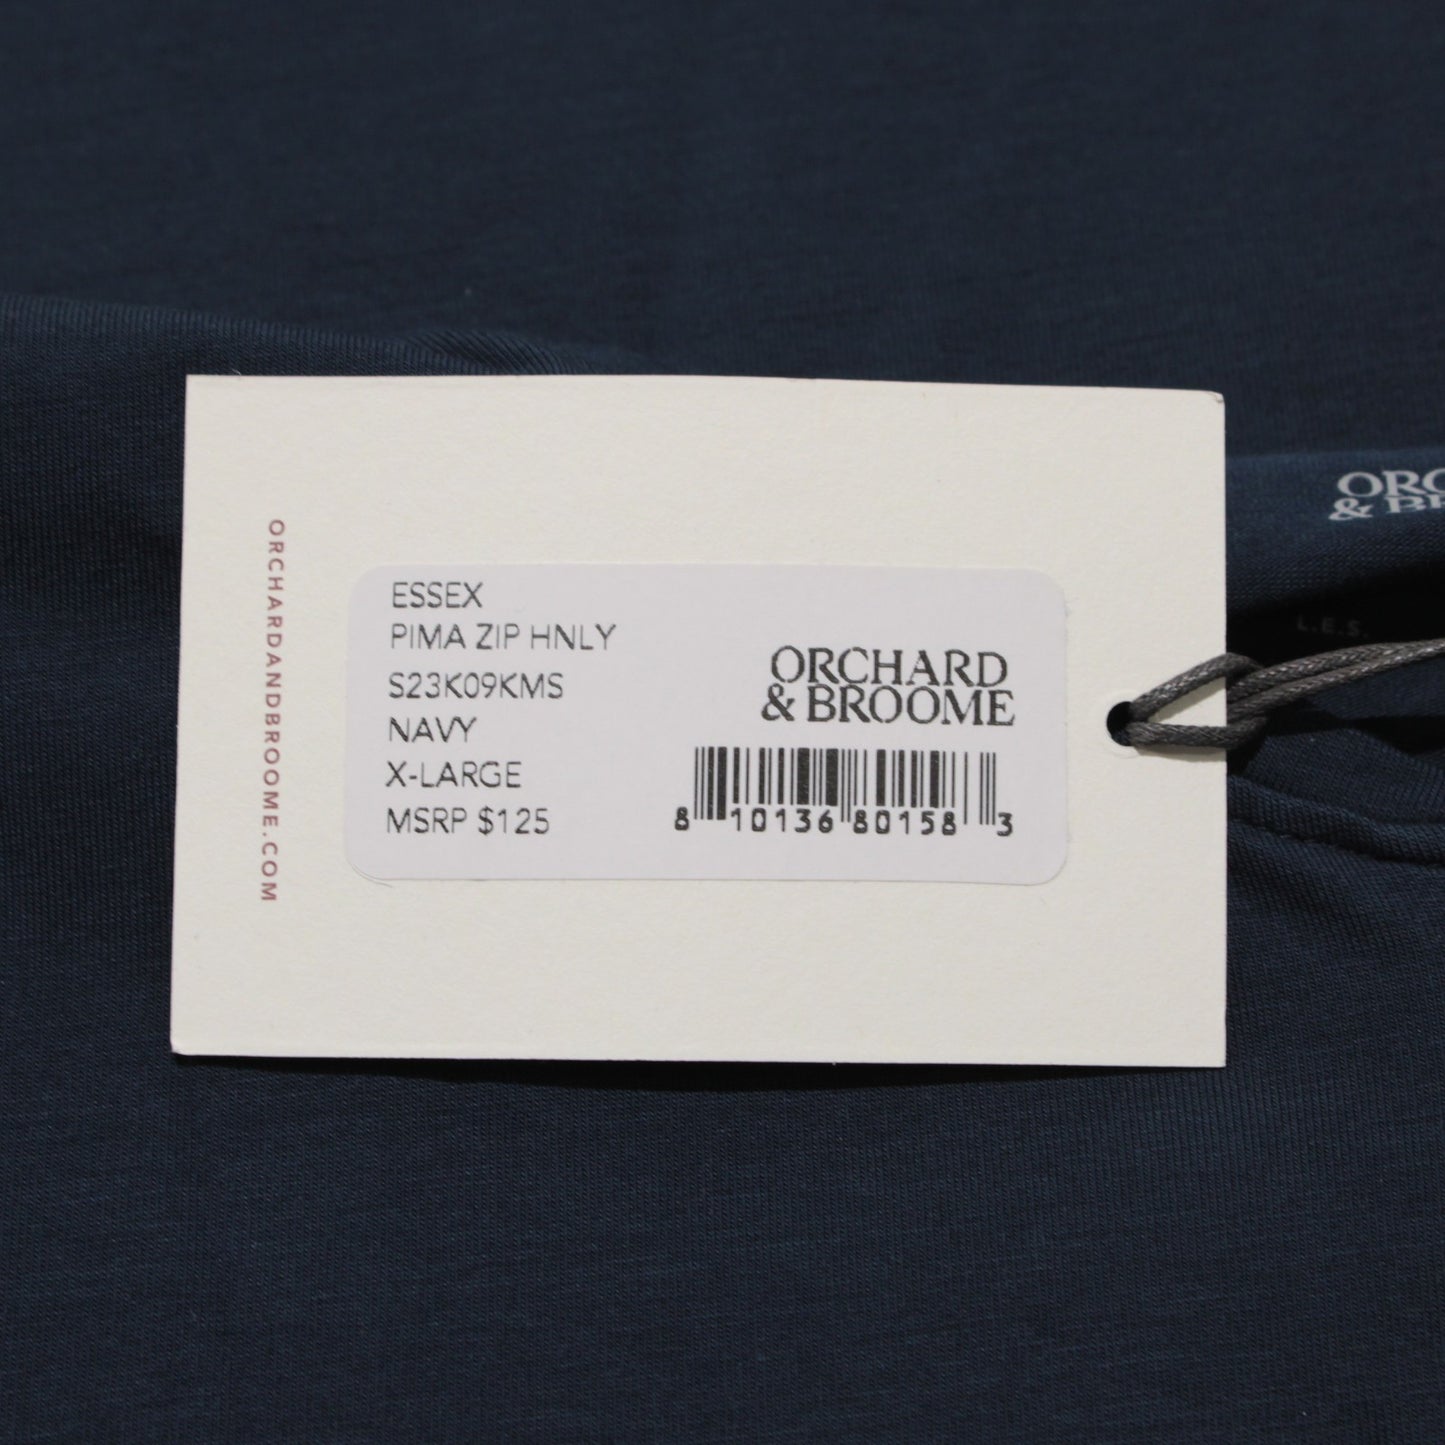 ORCHARDANDBROOME.COM
ESSEX
PIMA ZIP HNLY
S23K09KMS
NAVY
X-LARGE
MSRP $125
ORCHARD
& BROOME
8 10136 80158 3
L.E.S.